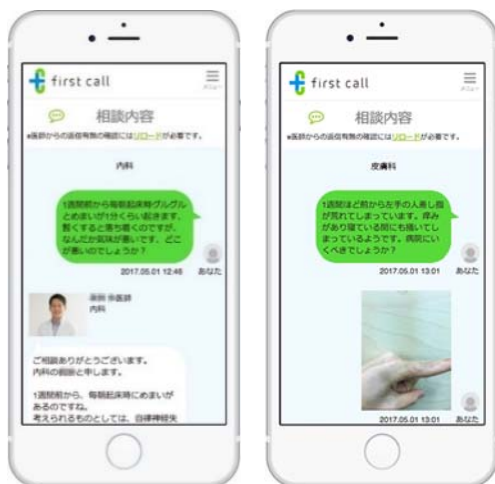 first call
メニュー
相談内容
※医師からの返信有無の確認にはリロードが必要です。
内科
1週間前から毎朝起床時グルグル
とめまいが1分くらい起きます。
暫くすると落ち着くのですが、
なんだか気味が悪いです。どこ
が悪いのでしょうか?
2017.05.01 12:46 あなた
医師
内科
ご相談ありがとうございます。
内科の
と申します。
1週間前から、毎朝起床時にめまいが
あるのですね。
考えられるものとしては、自律神経失
first call
メニュー
相談内容
※医師からの返信有無の確認にはリロードが必要です。
皮膚科
1週間ほど前から左手の人差し指
が荒れてしまっています。痒み
があり寝ている間にも掻いてし
まっているようです。病院にい
くべきでしょうか?
2017.05.01 13:01 あなた
2017.05.01 13:01 あなた